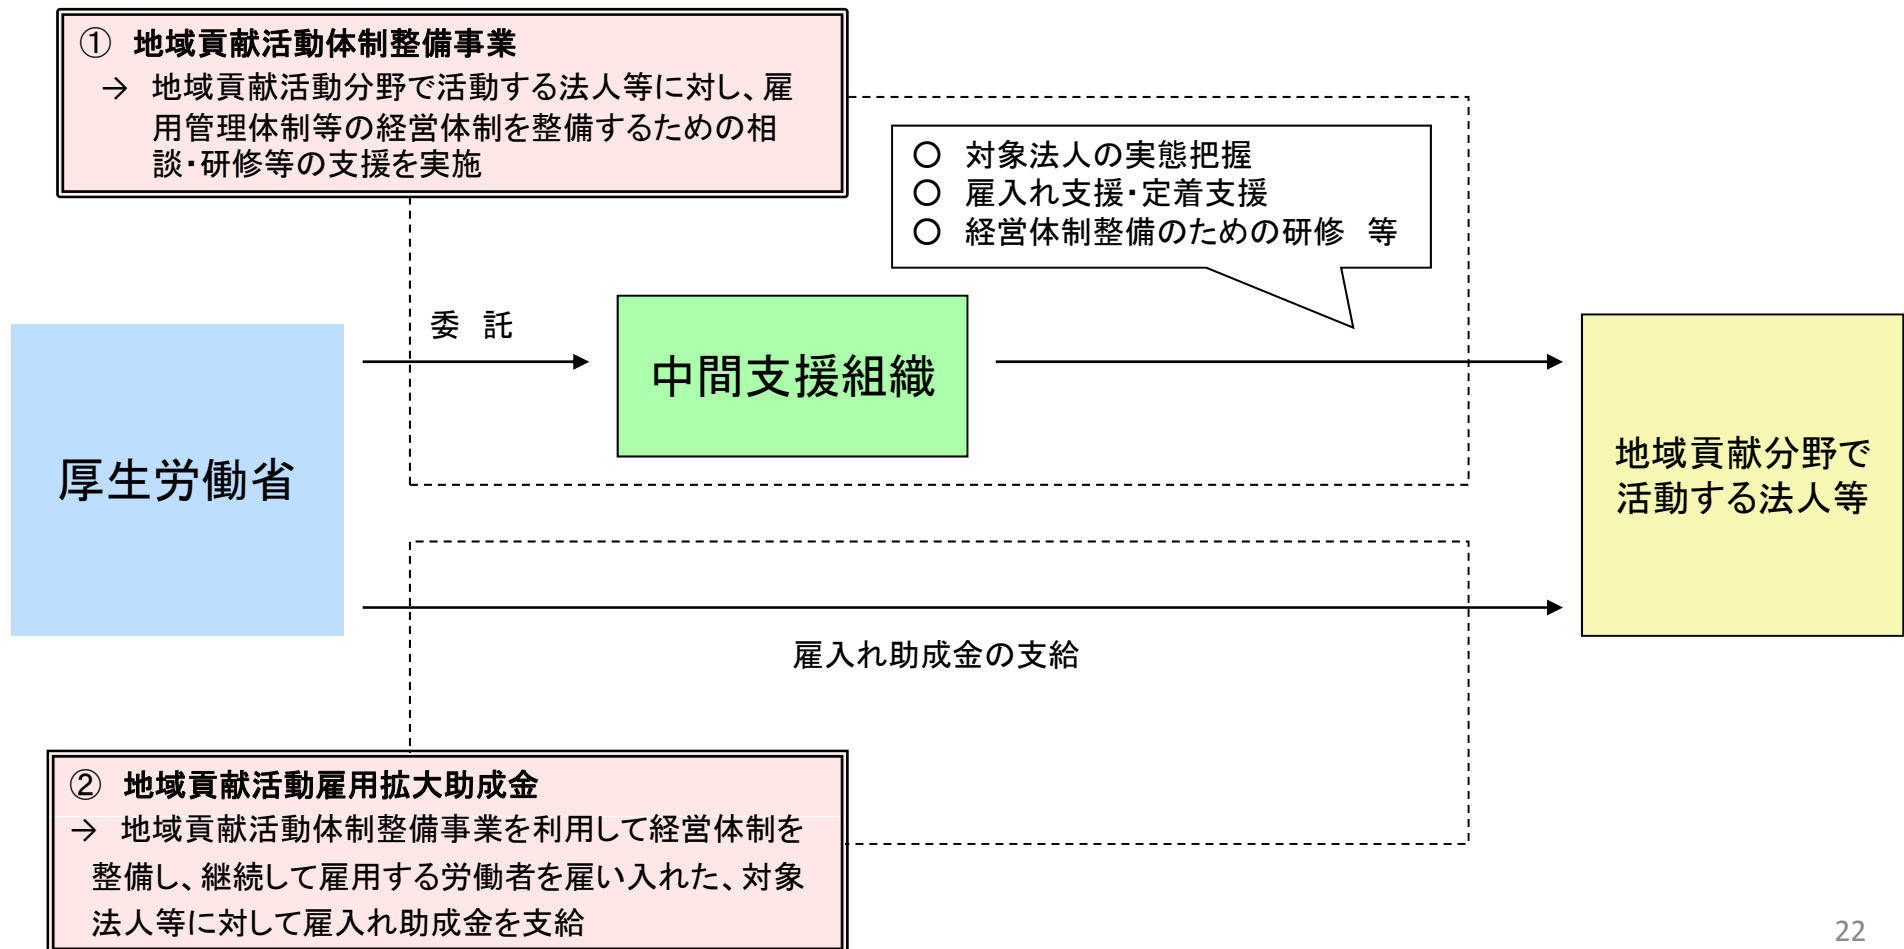 ① 地域貢献活動体制整備事業
→ 地域貢献活動分野で活動する法人等に対し、雇
用管理体制等の経営体制を整備するための相
談・研修等の支援を実施
○ 対象法人の実態把握
○ 雇入れ支援・定着支援
○ 経営体制整備のための研修 等
委 託
中間支援組織
厚生労働省
地域貢献分野で
活動する法人等
雇入れ助成金の支給
② 地域貢献活動雇用拡大助成金
→ 地域貢献活動体制整備事業を利用して経営体制を
整備し、継続して雇用する労働者を雇い入れた、対象
法人等に対して雇入れ助成金を支給
22